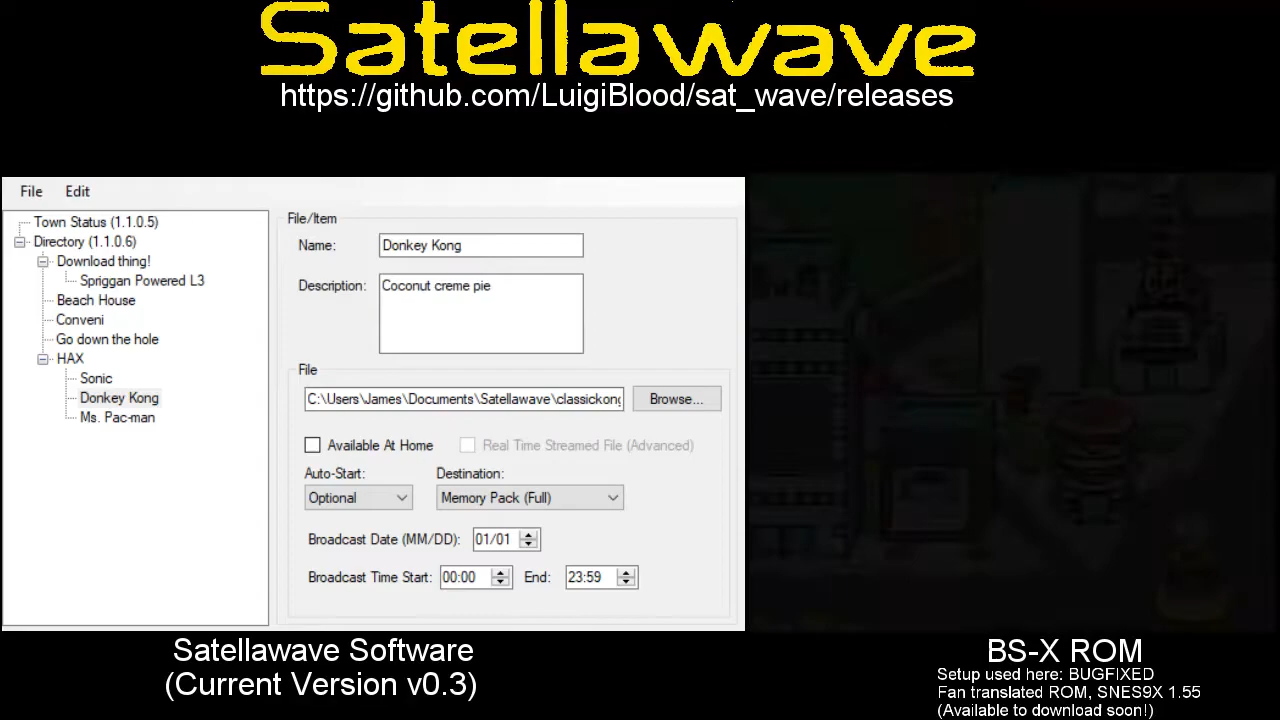 Satellawave
https://github.com/LuigiBlood/sat_wave/releases
File Edit
Town Status (1.1.0.5)
Directory (1.1.0.6)
Download thing!
Spriggan Powered L3
Beach House
Conveni
Go down the hole
HAX
Sonic
Donkey Kong
Ms. Pac-man
File/Item
Name: Donkey Kong
Description: Coconut creme pie
File
C:\Users\James\Documents\Satellawave\classickong Browse...
Available At Home Real Time Streamed File (Advanced)
Auto-Start: Destination:
Optional Memory Pack (Full)
Broadcast Date (MM/DD): 01/01
Broadcast Time Start: 00:00 End: 23:59
Satellawave Software
(Current Version v0.3)
BS-X ROM
Setup used here: BUGFIXED
Fan translated ROM, SNES9X 1.55
(Available to download soon!)